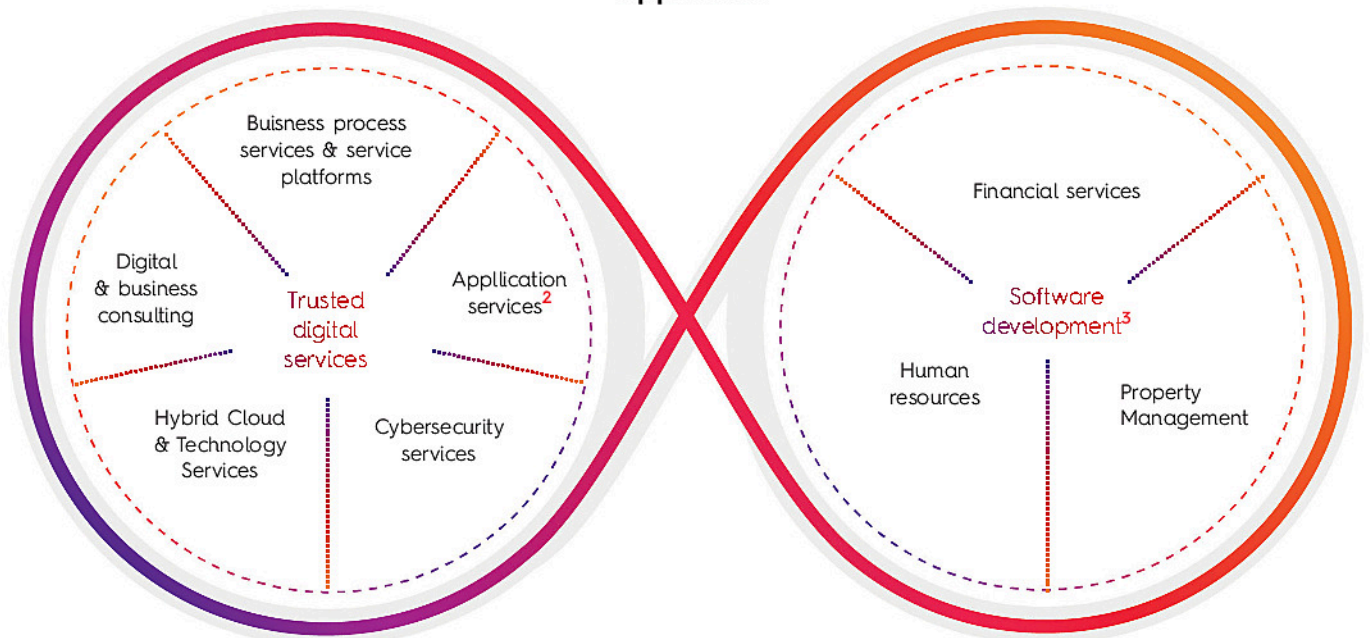 Buisness process
services & service
platforms
Digital
& business
consulting
Trusted
digital
services
Appllication
services2
Hybrid Cloud
& Technology
Services
Cybersecurity
services
Financial services
Software
development3
Human
resources
Property
Management